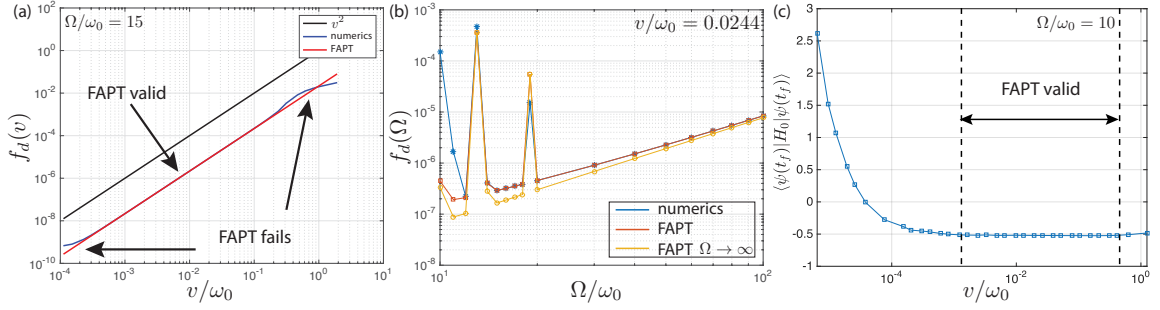 (a)
Ω/ω₀ = 15
v²
numerics
FAPT
FAPT valid
FAPT fails
10²
10⁰
10⁻²
10⁻⁴
10⁻⁶
10⁻⁸
10⁻¹⁰
f_d(v)
10⁻⁴
10⁻³
10⁻²
10⁻¹
10⁰
10¹
v/ω₀
(b)
v/ω₀ = 0.0244
10⁻³
10⁻⁴
10⁻⁵
10⁻⁶
10⁻⁷
10⁻⁸
f_d(Ω)
numerics
FAPT
FAPT Ω → ∞
10¹
10²
Ω/ω₀
(c)
Ω/ω₀ = 10
FAPT valid
2.5
2
1.5
1
0.5
0
-0.5
-1
⟨ψ(t_f)|H₀|ψ(t_f)⟩
10⁻⁴
10⁻²
10⁰
v/ω₀